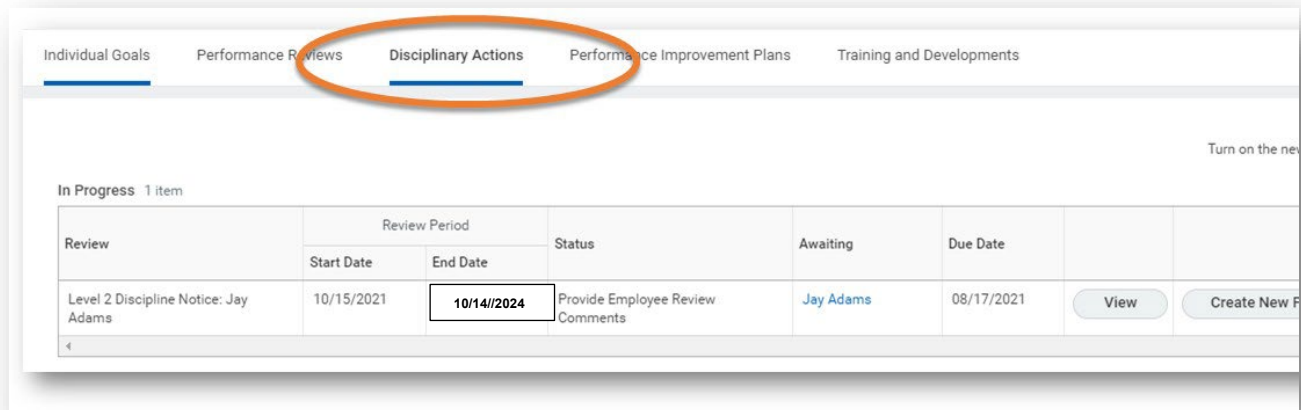 Individual Goals Performance Reviews Disciplinary Actions Performance Improvement Plans Training and Developments
Turn on the new
In Progress 1 item
Review Review Period Status Awaiting Due Date
Start Date End Date
Level 2 Discipline Notice: Jay 10/15/2021 10/14//2024 Provide Employee Review Jay Adams 08/17/2021 View Create New
Adams Comments